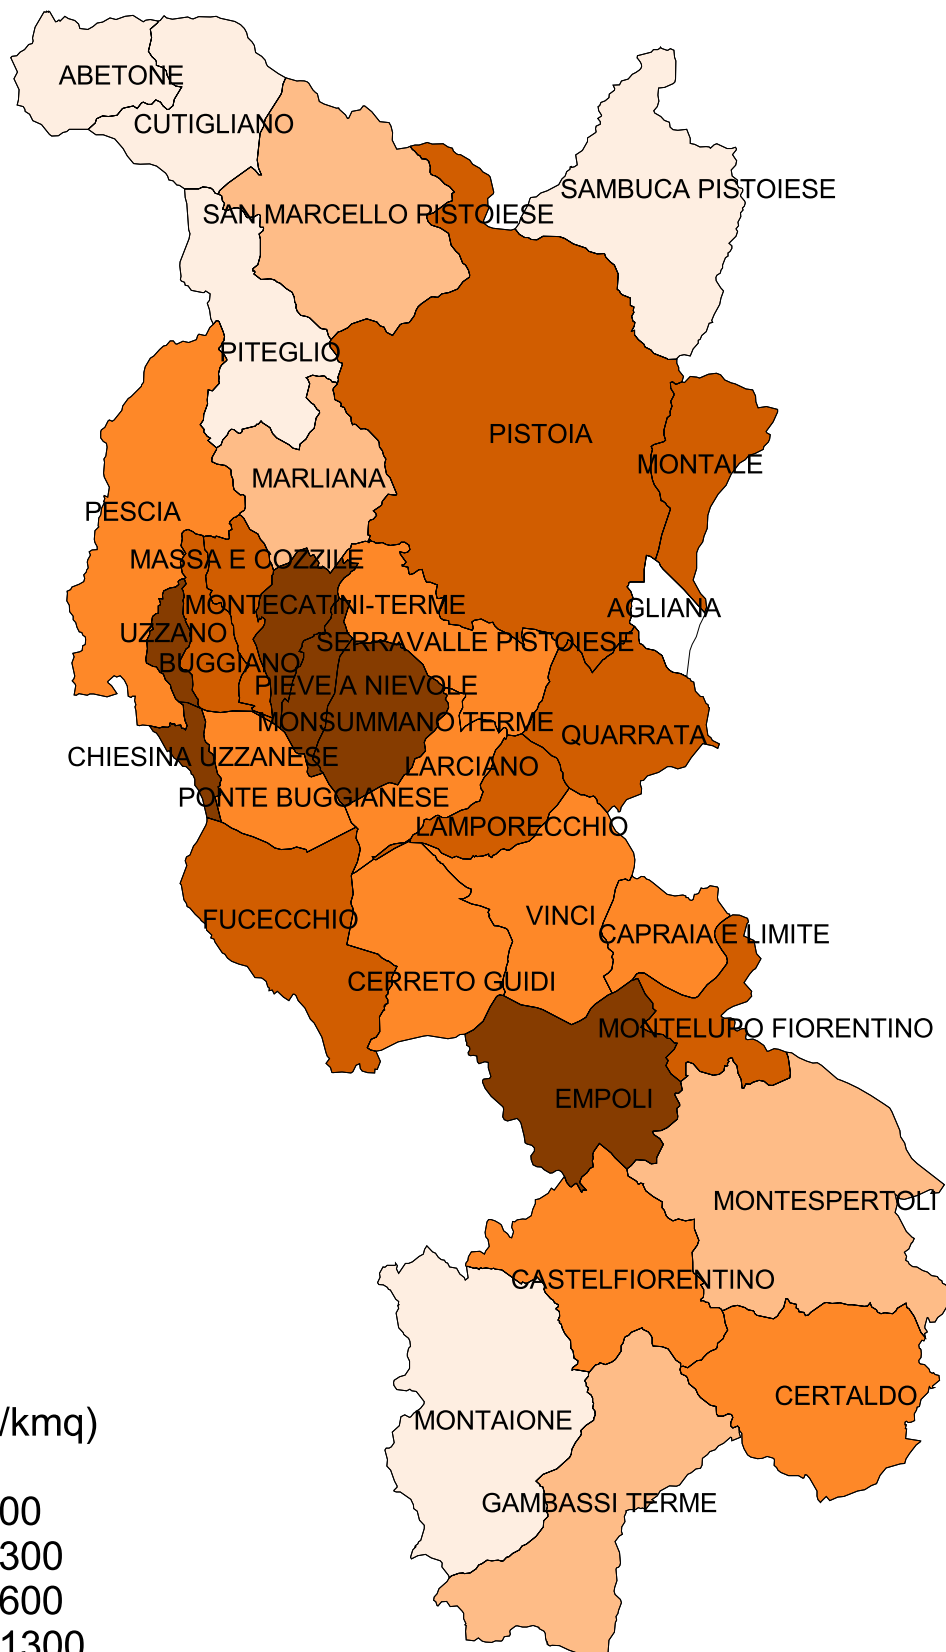 ABETONE
CUTIGLIANO
SAMBUCA PISTOIESE
SAN MARCELLO PISTOIESE
PITEGLIO
PISTOIA
MONTALE
MARLIANA
PESCIA
MASSA E COZZILE
MONTECATINI-TERME
AGLIANA
UZZANO
SERRAVALLE PISTOIESE
BUGGIANO
PIEVE A NIEVOLE
MONSUMMANO TERME
QUARRATA
CHIESINA UZZANESE
LARCIANO
PONTE BUGGIANESE
LAMPORECCHIO
FUCECCHIO
VINCI
CAPRAIA E LIMITE
CERRETO GUIDI
MONTELUPO FIORENTINO
EMPOLI
MONTESPERTOLI
CASTELFIORENTINO
CERTALDO
MONTAIONE
/kmq)
GAMBASSI TERME
00
300
600
1300